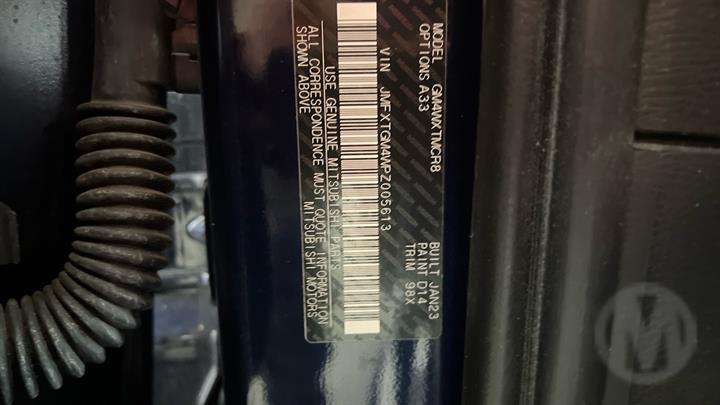 MODEL GM4WXTMCR8 BUILT JAN23
OPTIONS A33 PAINT D14
TRIM 98X
VIN JMFXTGM4WPZ005613
USE GENUINE MITSUBISHI PARTS
ALL CORRESPONDENCE MUST QUOTE INFORMATION
SHOWN ABOVE MITSUBISHI MOTORS
M